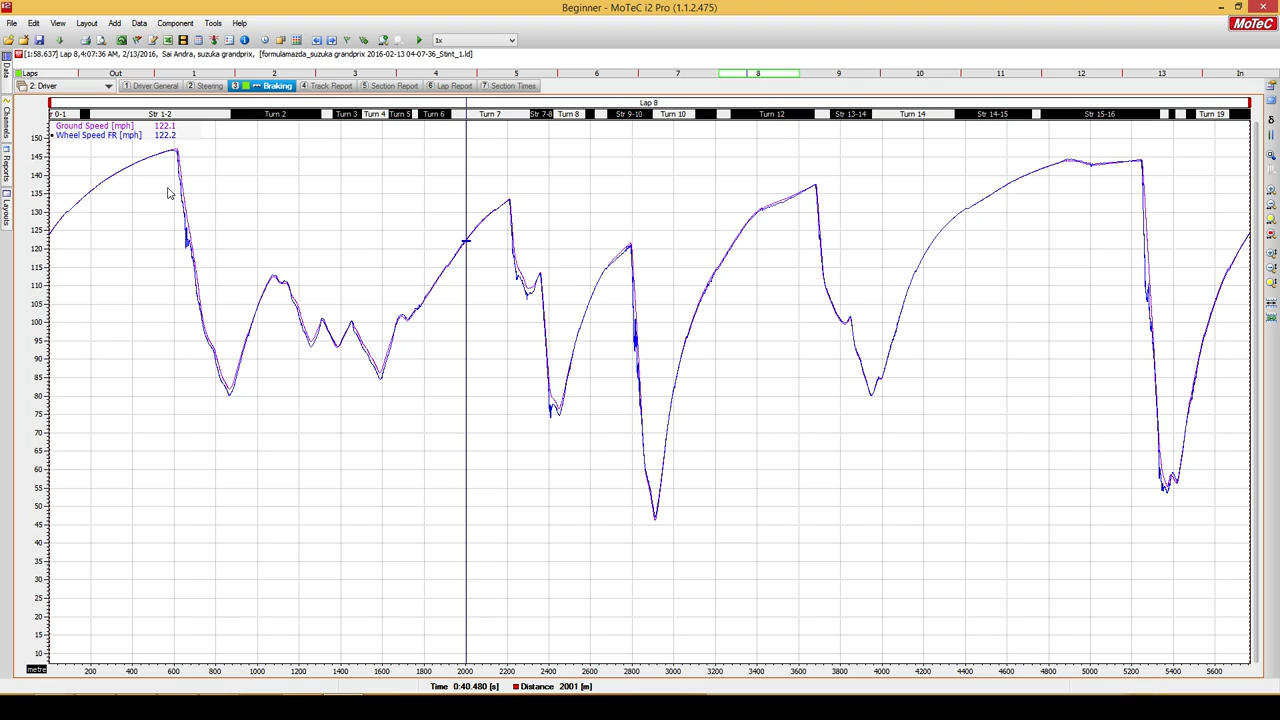 Beginner - MoTeC i2 Pro (1.1.2.475)
File Edit View Layout Add Data Component Tools Help
1x
MoTeC
[1:58.637] Lap 8, 4:07:36 AM, 2/13/2016, Sai Andra, suzuka grandprix, [formulamazda_suzuka grandprix 2016-02-13 04-07-36_Stint_1.ld]
Laps Out 1 2 3 4 5 6 7 8 9 10 11 12 13 In
2: Driver 1 Driver General 2 Steering 3 Braking 4 Track Report 5 Section Report 6 Lap Report 7 Section Times
Data
Channels
Reports
Layouts
Lap 8
r 0-1 Str 1-2 Turn 2 Turn 3 Turn 4 Turn 5 Turn 6 Turn 7 Str 7-8 Turn 8 Str 9-10 Turn 10 Turn 12 Str 13-14 Turn 14 Str 14-15 Str 15-16 Turn 19
Ground Speed [mph] 122.1
Wheel Speed FR [mph] 122.2
150
145
140
135
130
125
120
115
110
105
100
95
90
85
80
75
70
65
60
55
50
45
40
35
30
25
20
15
10
metre 200 400 600 800 1000 1200 1400 1600 1800 2000 2200 2400 2600 2800 3000 3200 3400 3600 3800 4000 4200 4400 4600 4800 5000 5200 5400 5600
Time 0:40.480 [s] Distance 2001 [m]